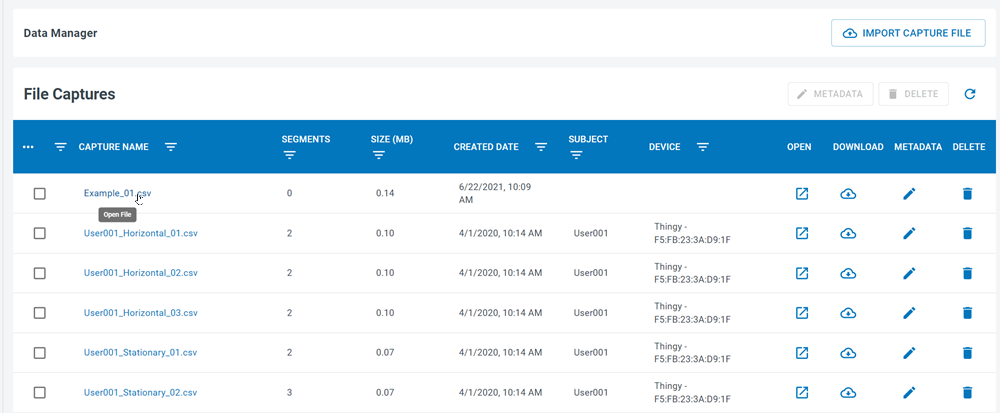 Data Manager
IMPORT CAPTURE FILE
File Captures
METADATA DELETE
CAPTURE NAME SEGMENTS SIZE (MB) CREATED DATE SUBJECT DEVICE OPEN DOWNLOAD METADATA DELETE
Example_01.csv 0 0.14 6/22/2021, 10:09
AM
Open File
User001_Horizontal_01.csv 2 0.10 4/1/2020, 10:14 AM User001 Thingy -
F5:FB:23:3A:D9:1F
User001_Horizontal_02.csv 2 0.10 4/1/2020, 10:14 AM User001 Thingy -
F5:FB:23:3A:D9:1F
User001_Horizontal_03.csv 2 0.10 4/1/2020, 10:14 AM User001 Thingy -
F5:FB:23:3A:D9:1F
User001_Stationary_01.csv 2 0.07 4/1/2020, 10:14 AM User001 Thingy -
F5:FB:23:3A:D9:1F
User001_Stationary_02.csv 3 0.07 4/1/2020, 10:14 AM User001 Thingy -
F5:FB:23:3A:D9:1F